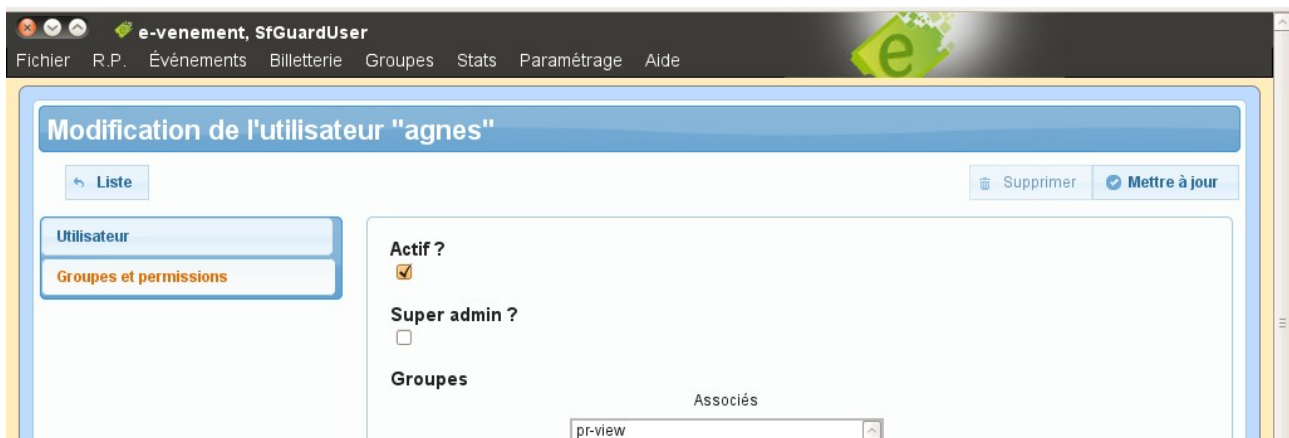 e-venement, SfGuardUser
Fichier R.P. Événements Billetterie Groupes Stats Paramétrage Aide
e
Modification de l'utilisateur "agnes"
Liste
Supprimer Mettre à jour
Utilisateur
Groupes et permissions
Actif ?
Super admin ?
Groupes
Associés
pr-view